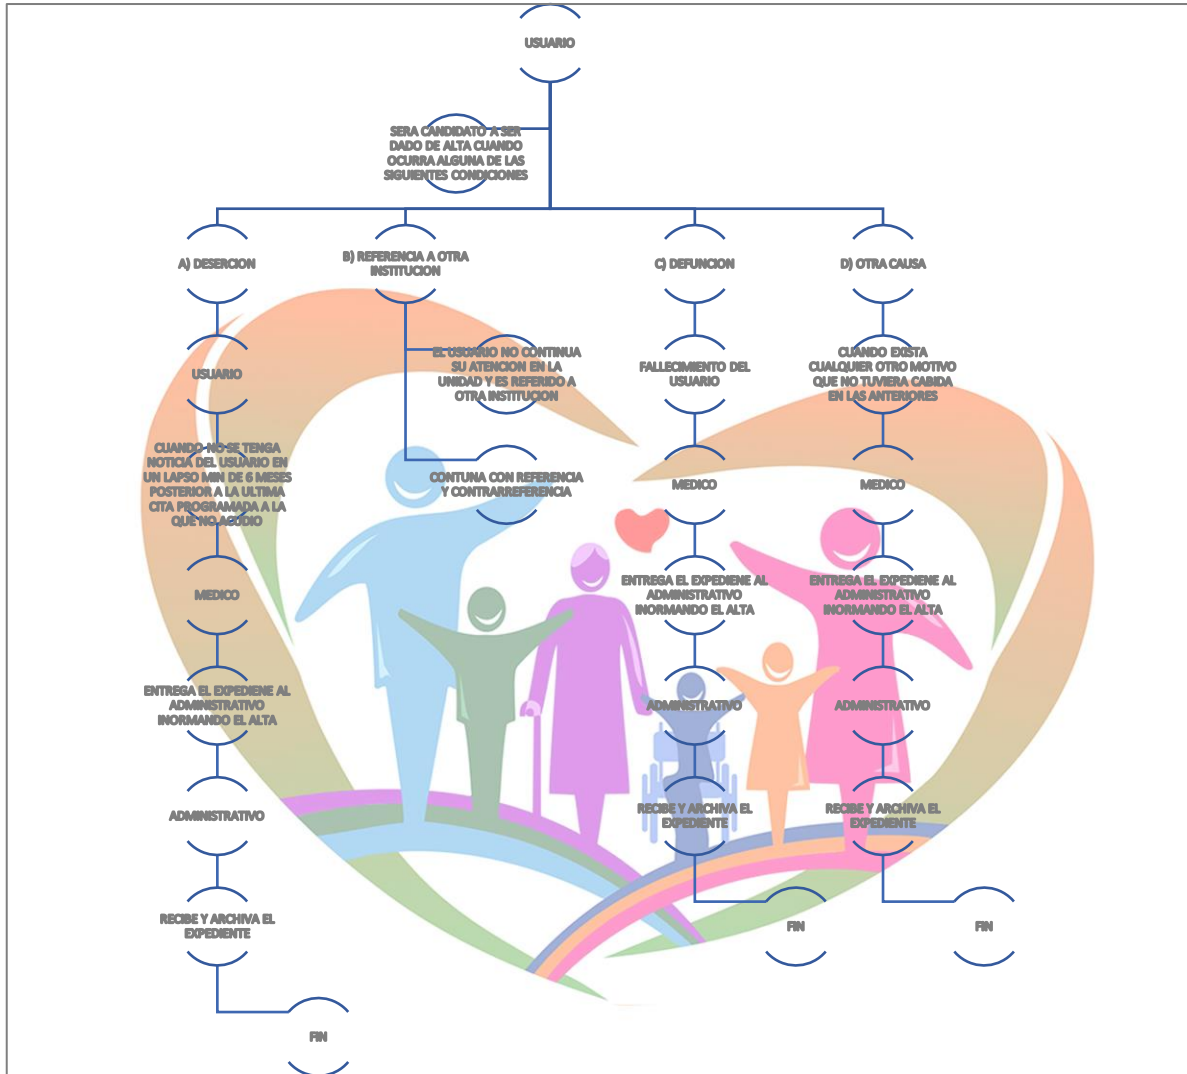 USUARIO
SERA CANDIDATO A SER
DADO DE ALTA CUANDO
OCURRA ALGUNA DE LAS
SIGUIENTES CONDICIONES
A) DESERCION
USUARIO
CUANDO NO SE TENGA
NOTICIA DEL USUARIO EN
UN LAPSO MIN DE 6 MESES
POSTERIOR A LA ULTIMA
CITA PROGRAMADA A LA
QUE NO ACUDIO
MEDICO
ENTREGA EL EXPEDIENE AL
ADMINISTRATIVO
INORMANDO EL ALTA
ADMINISTRATIVO
RECIBE Y ARCHIVA EL
EXPEDIENTE
FIN
B) REFERENCIA A OTRA
INSTITUCION
EL USUARIO NO CONTINUA
SU ATENCION EN LA
UNIDAD Y ES REFERIDO A
OTRA INSTITUCION
CONTUNA CON REFERENCIA
Y CONTRARREFERENCIA
C) DEFUNCION
FALLECIMIENTO DEL
USUARIO
MEDICO
ENTREGA EL EXPEDIENE AL
ADMINISTRATIVO
INORMANDO EL ALTA
ADMINISTRATIVO
RECIBE Y ARCHIVA EL
EXPEDIENTE
FIN
D) OTRA CAUSA
CUANDO EXISTA
CUALQUIER OTRO MOTIVO
QUE NO TUVIERA CABIDA
EN LAS ANTERIORES
MEDICO
ENTREGA EL EXPEDIENE AL
ADMINISTRATIVO
INORMANDO EL ALTA
ADMINISTRATIVO
RECIBE Y ARCHIVA EL
EXPEDIENTE
FIN